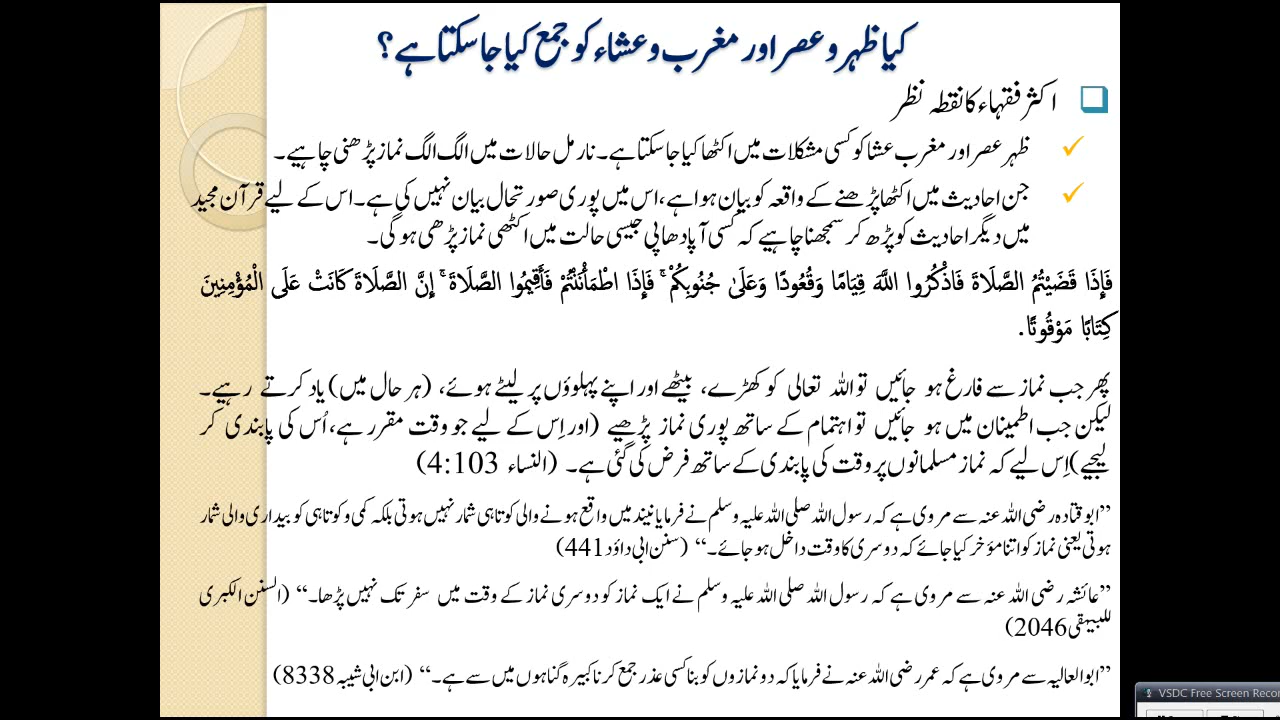 کیا ظہر و عصر اور مغرب و عشاء کو جمع کیا جا سکتا ہے؟
اکثر فقہاء کا نقطہ نظر
ظہر عصر اور مغرب عشا کو کسی مشکلات میں اکٹھا کیا جا سکتا ہے۔ نارمل حالات میں الگ الگ نماز پڑھنی چاہیے۔
جن احادیث میں اکٹھا پڑھنے کے واقعہ کو بیان ہوا ہے، اس میں پوری صورتحال بیان نہیں کی ہے۔ اس کے لیے قرآن مجید
میں دیگر احادیث کو پڑھ کر سمجھنا چاہیے کہ کسی آپا دھاپی جیسی حالت میں اکٹھی نماز پڑھی ہو گی۔
فَإِذَا قَضَيْتُمُ الصَّلَاةَ فَاذْكُرُوا اللَّهَ قِيَامًا وَقُعُودًا وَعَلَىٰ جُنُوبِكُمْ ۚ فَإِذَا اطْمَأْنَنْتُمْ فَأَقِيمُوا الصَّلَاةَ ۚ إِنَّ الصَّلَاةَ كَانَتْ عَلَى الْمُؤْمِنِينَ
كِتَابًا مَوْقُوتًا.
پھر جب نماز سے فارغ ہو جائیں تو اللہ تعالی کو کھڑے، بیٹھے اور اپنے پہلوؤں پر لیٹے ہوئے، (ہر حال میں) یاد کرتے رہیے۔
لیکن جب اطمینان میں ہو جائیں تو اہتمام کے ساتھ پوری نماز پڑھیے (اور اِس کے لیے جو وقت مقرر ہے، اُس کی پابندی کر
لیجیے) اِس لیے کہ نماز مسلمانوں پر وقت کی پابندی کے ساتھ فرض کی گئی ہے۔ (النساء 4:103)
”ابو قتادہ رضی اللہ عنہ سے مروی ہے کہ رسول اللہ صلی اللہ علیہ وسلم نے فرمایا نیند میں واقع ہونے والی کوتاہی شمار نہیں ہوتی بلکہ کمی و کوتاہی کو بیداری والی شمار
ہوتی یعنی نماز کو اتنا مؤخر کیا جائے کہ دوسری کا وقت داخل ہو جائے۔“ (سنن ابی داؤد 441)
”عائشہ رضی اللہ عنہ سے مروی ہے کہ رسول اللہ صلی اللہ علیہ وسلم نے ایک نماز کو دوسری نماز کے وقت میں سفر تک نہیں پڑھا۔“ (السنن الکبری
للبیہقی 2046)
”ابو العالیہ سے مروی ہے کہ عمر رضی اللہ عنہ نے فرمایا کہ دو نمازوں کو بنا کسی عذر جمع کرنا کبیرہ گناہوں میں سے ہے۔“ (ابن ابی شیبہ 8338)
VSDC Free Screen Recor